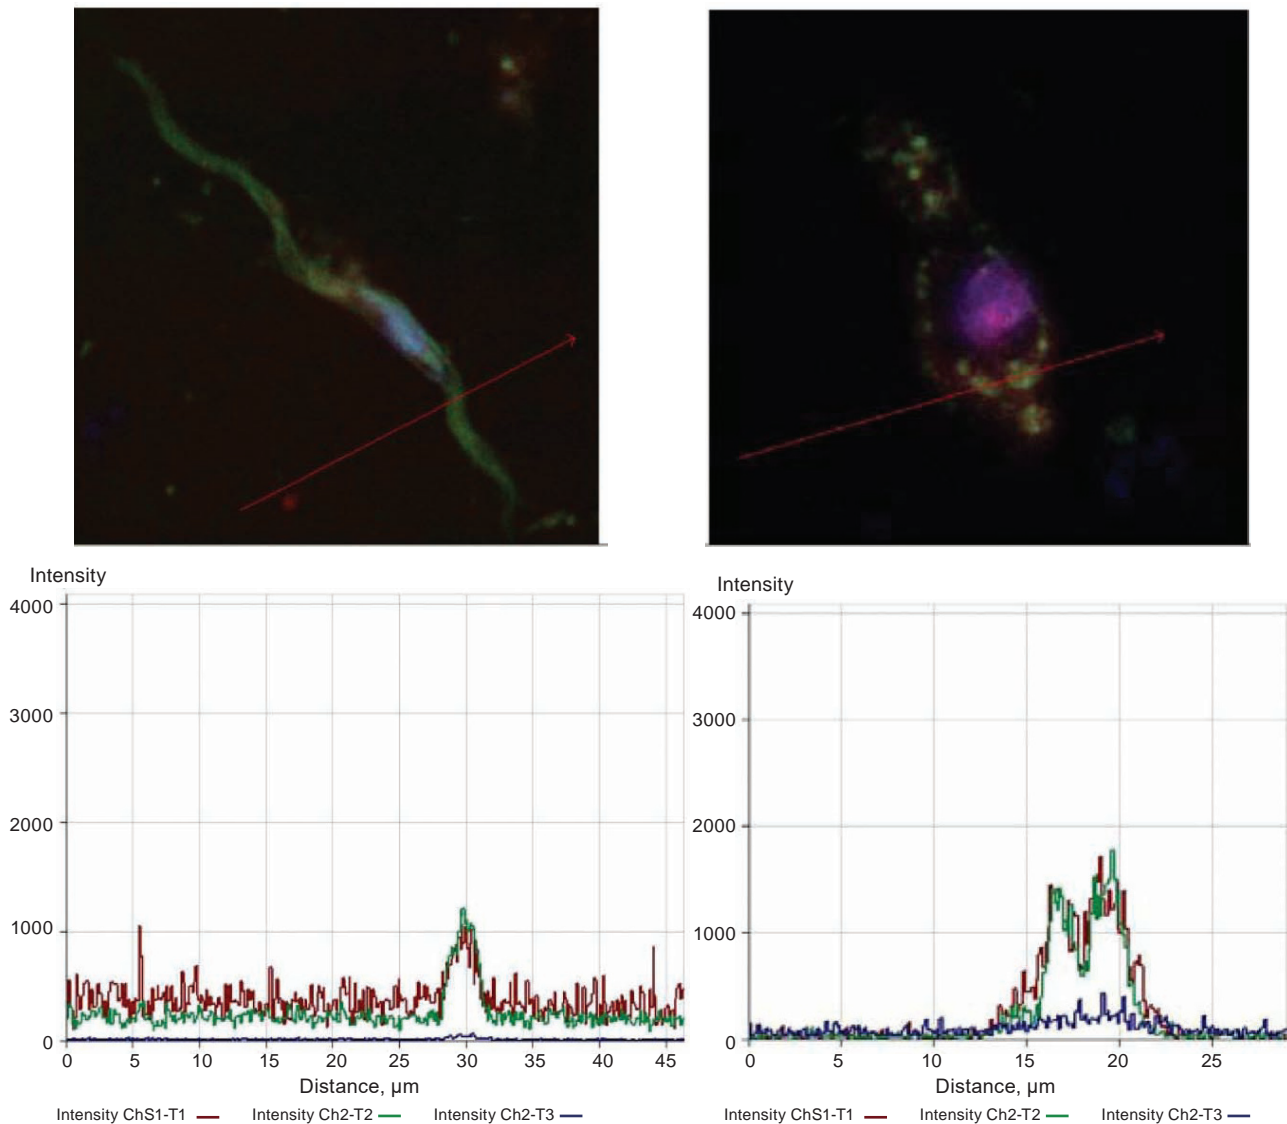 Intensity
4000
3000
2000
1000
0
0 5 10 15 20 25 30 35 40 45
Distance, µm
Intensity ChS1-T1 Intensity Ch2-T2 Intensity Ch2-T3
Intensity
4000
3000
2000
1000
0
0 5 10 15 20 25
Distance, µm
Intensity ChS1-T1 Intensity Ch2-T2 Intensity Ch2-T3